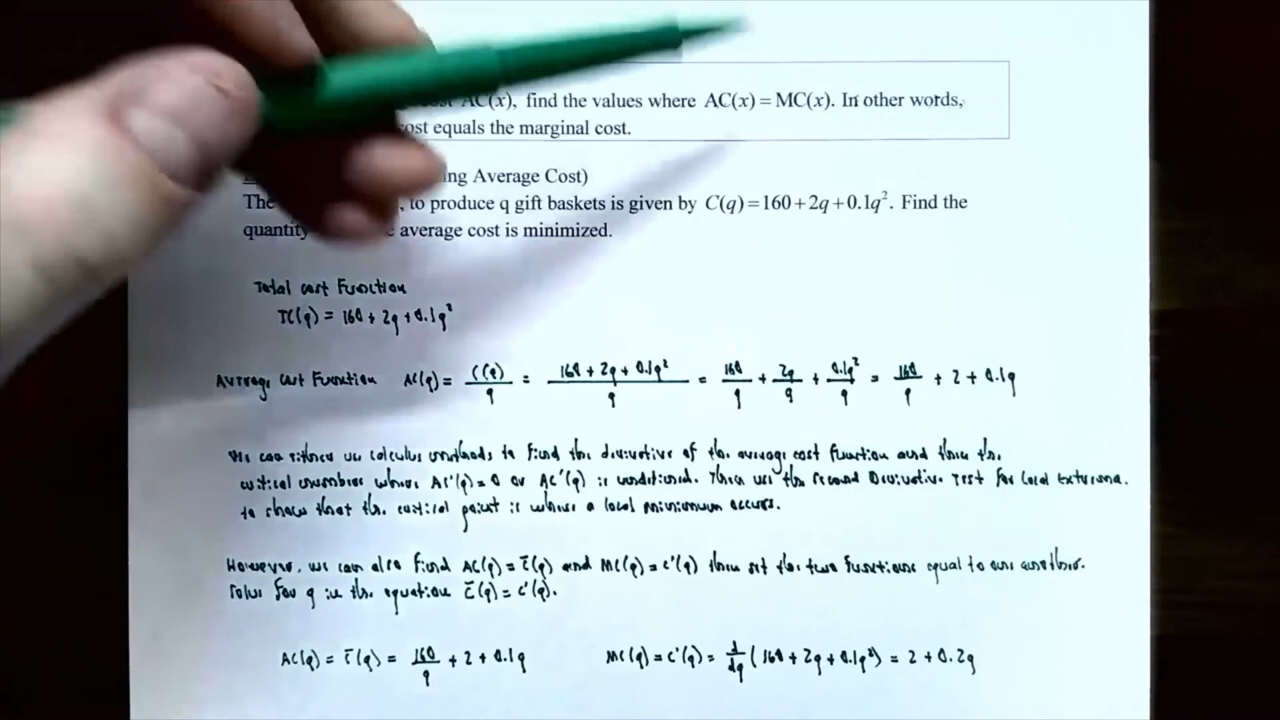 AC(x), find the values where AC(x) = MC(x). In other words,
cost equals the marginal cost.
ing Average Cost)
The , to produce q gift baskets is given by C(q) = 160 + 2q + 0.1q². Find the
quantity average cost is minimized.
Total Cost Function
TC(q) = 160 + 2q + 0.1q²
Average Cost Function AC(q) = C(q)/q = (160 + 2q + 0.1q²)/q = 160/q + 2q/q + 0.1q²/q = 160/q + 2 + 0.1q
We can either use calculus methods to find the derivative of the average cost function and then the
critical numbers where AC'(q) = 0 or AC'(q) is undefined. Then use the Second Derivative Test for Local Extrema.
to show that the critical point is where a local minimum occurs.
However, we can also find AC(q) = C̄(q) and MC(q) = C'(q) then set the two functions equal to one another.
Solve for q in the equation C̄(q) = C'(q).
AC(q) = C̄(q) = 160/q + 2 + 0.1q MC(q) = C'(q) = d/dq (160 + 2q + 0.1q²) = 2 + 0.2q